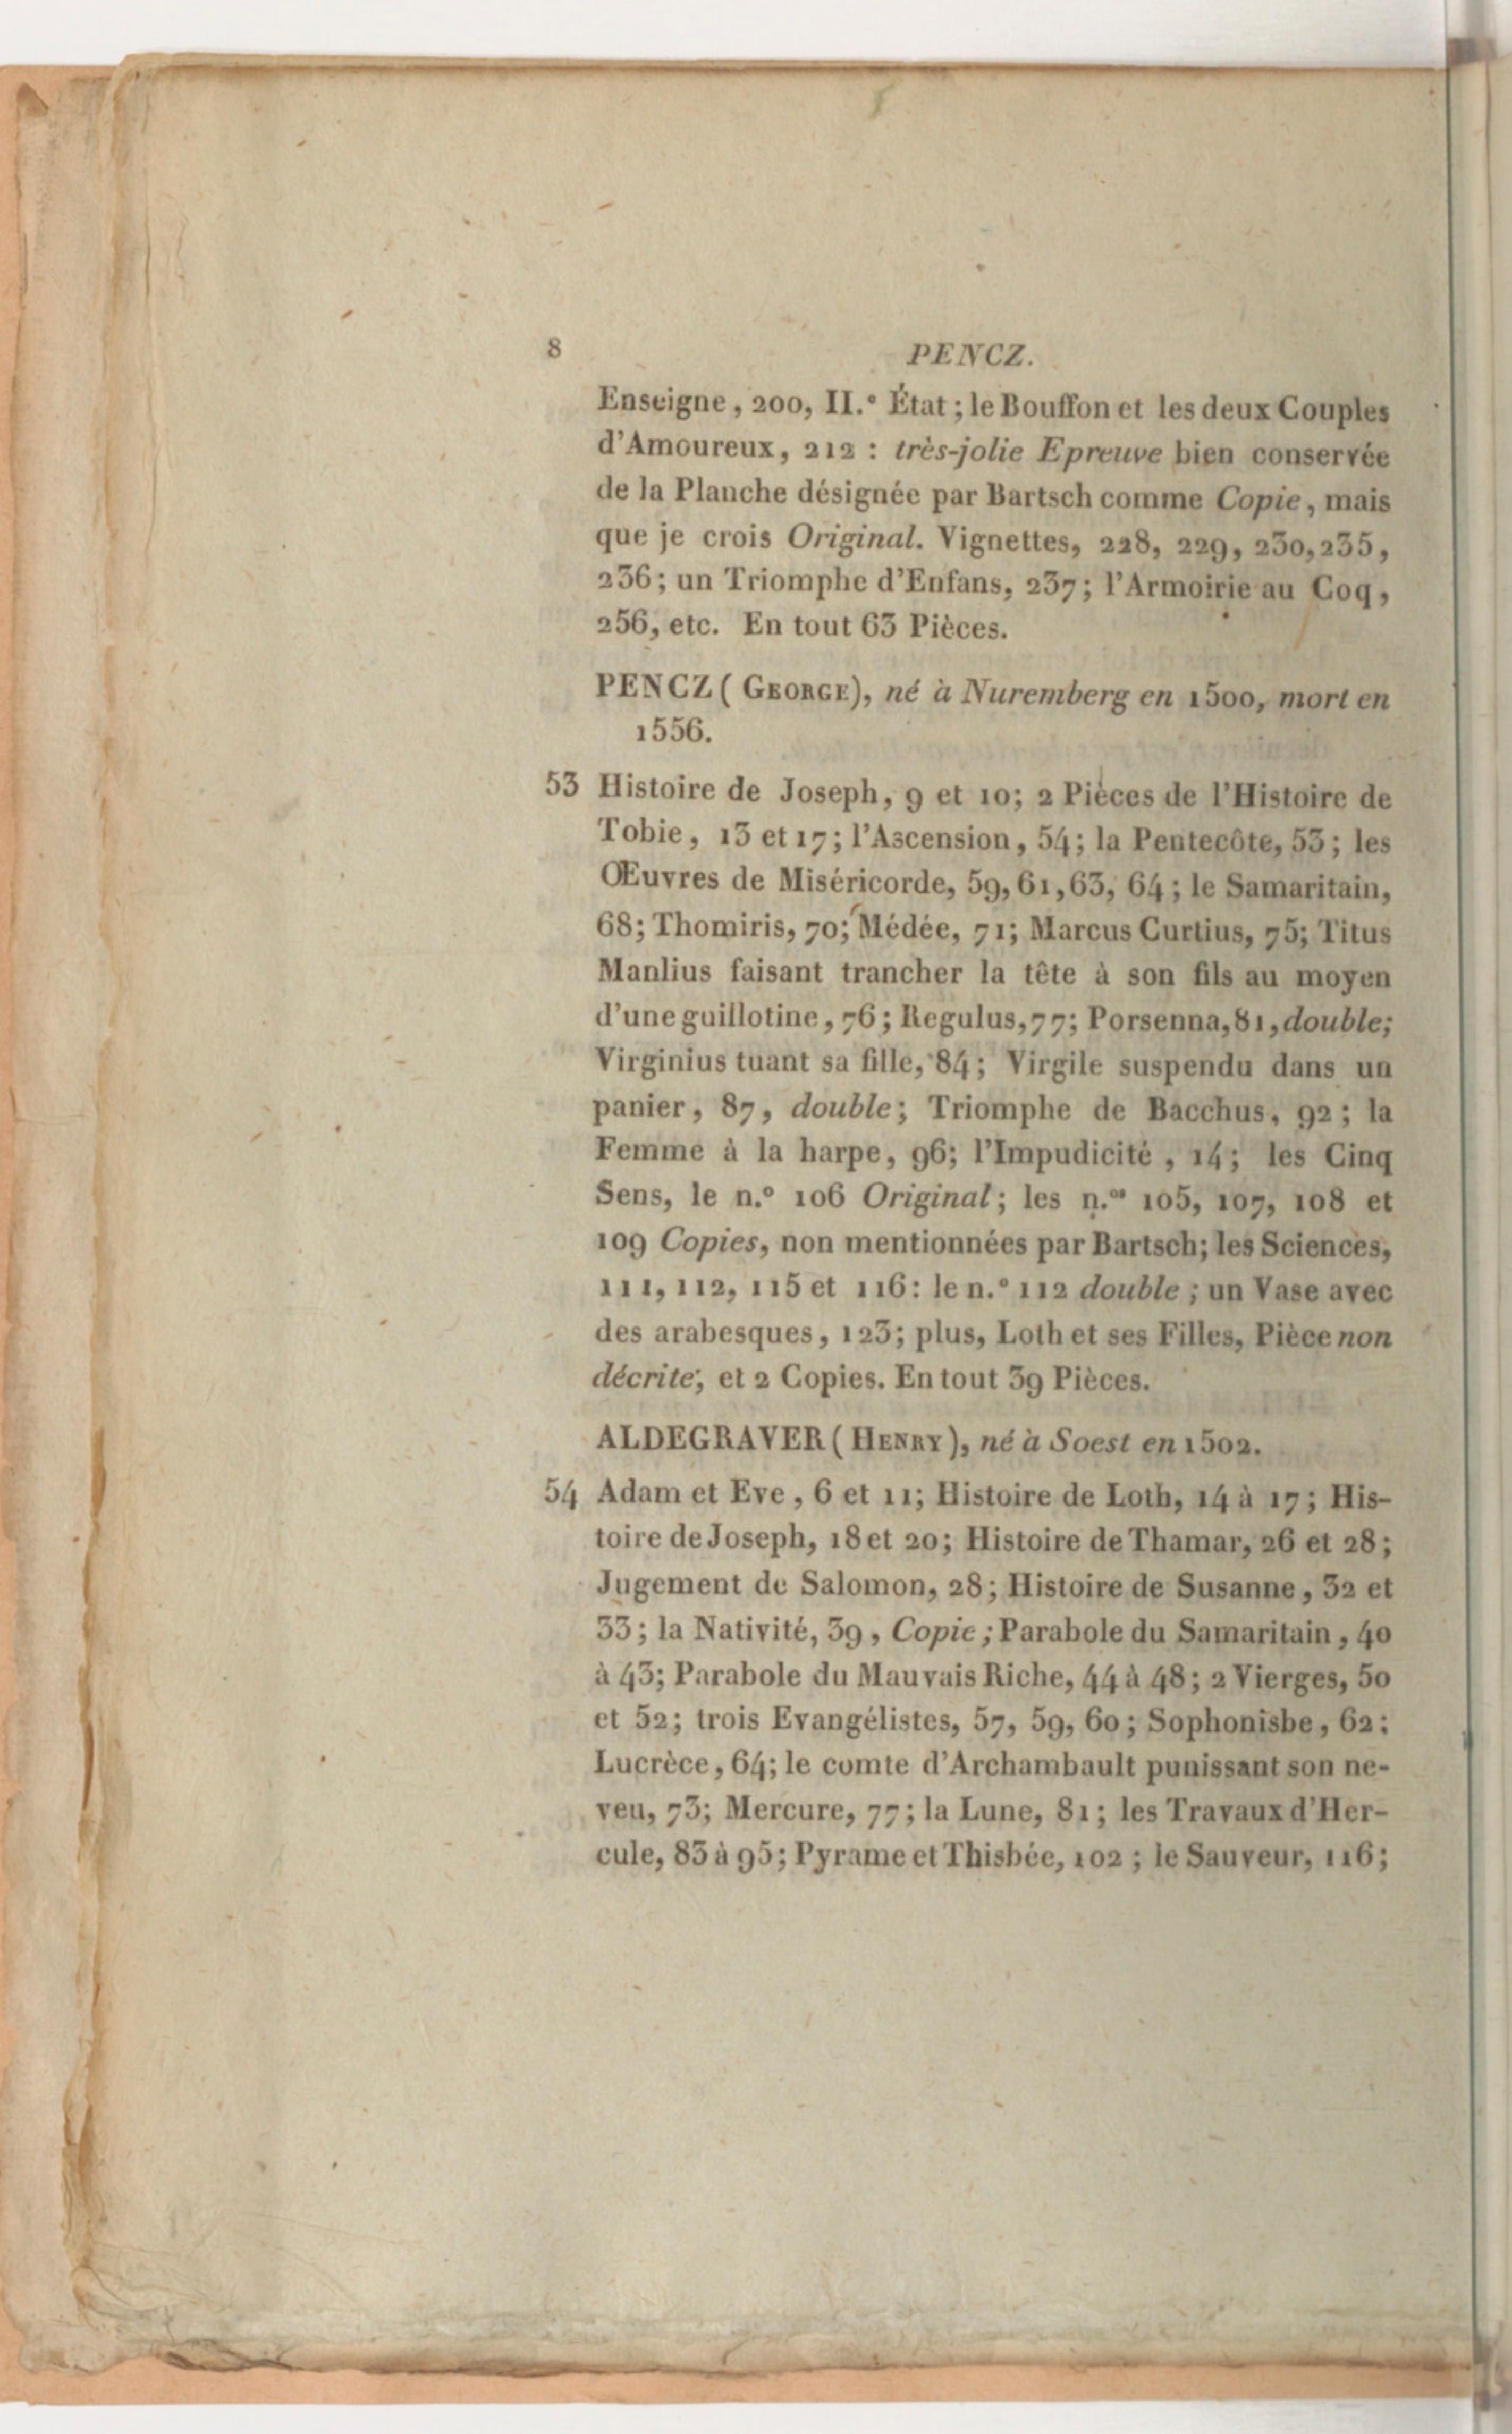 8 PENCZ.
Enseigne, 200, II.e État; le Bouffon et les deux Couples
d'Amoureux, 212 : très-jolie Epreuve bien conservée
de la Planche désignée par Bartsch comme Copie, mais
que je crois Original. Vignettes, 228, 229, 230, 235,
236; un Triomphe d'Enfans, 237; l'Armoirie au Coq,
256, etc. En tout 63 Pièces.
PENCZ ( GEORGE), né à Nuremberg en 1500, mort en
1556.
53 Histoire de Joseph, 9 et 10; 2 Pièces de l'Histoire de
Tobie, 13 et 17; l'Ascension, 54; la Pentecôte, 53; les
Œuvres de Miséricorde, 59, 61, 63, 64; le Samaritain,
68; Thomiris, 70; Médée, 71; Marcus Curtius, 75; Titus
Manlius faisant trancher la tête à son fils au moyen
d'une guillotine, 76; Regulus, 77; Porsenna, 81, double;
Virginius tuant sa fille, 84; Virgile suspendu dans un
panier, 87, double; Triomphe de Bacchus, 92; la
Femme à la harpe, 96; l'Impudicité, 14; les Cinq
Sens, le n.º 106 Original; les n.os 105, 107, 108 et
109 Copies, non mentionnées par Bartsch; les Sciences,
111, 112, 115 et 116: le n.º 112 double; un Vase avec
des arabesques, 123; plus, Loth et ses Filles, Pièce non
décrite; et 2 Copies. En tout 39 Pièces.
ALDEGRAVER ( HENRY ), né à Soest en 1502.
54 Adam et Eve, 6 et 11; Histoire de Loth, 14 à 17; His-
toire de Joseph, 18 et 20; Histoire de Thamar, 26 et 28;
Jugement de Salomon, 28; Histoire de Susanne, 32 et
33; la Nativité, 39, Copie; Parabole du Samaritain, 40
à 43; Parabole du Mauvais Riche, 44 à 48; 2 Vierges, 50
et 52; trois Evangélistes, 57, 59, 60; Sophonisbe, 62;
Lucrèce, 64; le comte d'Archambault punissant son ne-
veu, 73; Mercure, 77; la Lune, 81; les Travaux d'Her-
cule, 83 à 95; Pyrame et Thisbée, 102; le Sauveur, 116;